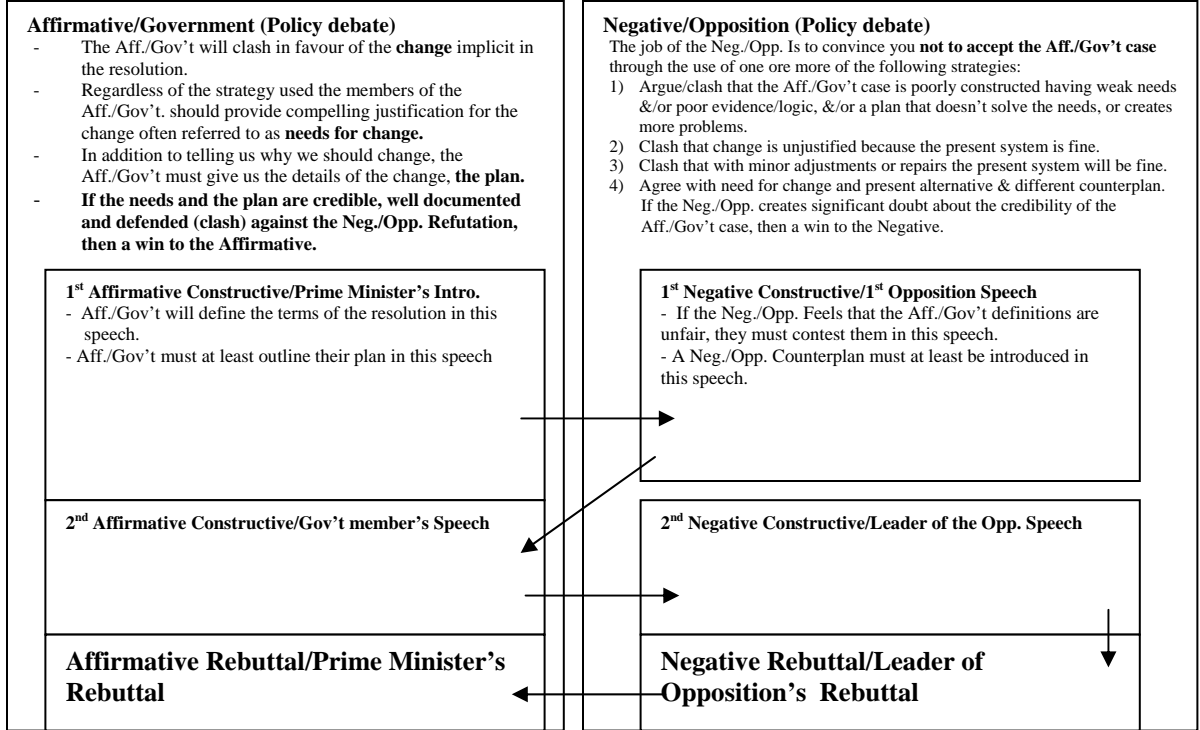 Affirmative/Government (Policy debate)
- The Aff./Gov't will clash in favour of the change implicit in
the resolution.
- Regardless of the strategy used the members of the
Aff./Gov't. should provide compelling justification for the
change often referred to as needs for change.
- In addition to telling us why we should change, the
Aff./Gov't must give us the details of the change, the plan.
- If the needs and the plan are credible, well documented
and defended (clash) against the Neg./Opp. Refutation,
then a win to the Affirmative.
1st Affirmative Constructive/Prime Minister's Intro.
- Aff./Gov't will define the terms of the resolution in this
speech.
- Aff./Gov't must at least outline their plan in this speech
2nd Affirmative Constructive/Gov't member's Speech
Affirmative Rebuttal/Prime Minister's
Rebuttal
Negative/Opposition (Policy debate)
The job of the Neg./Opp. Is to convince you not to accept the Aff./Gov't case
through the use of one ore more of the following strategies:
1) Argue/clash that the Aff./Gov't case is poorly constructed having weak needs
&/or poor evidence/logic, &/or a plan that doesn't solve the needs, or creates
more problems.
2) Clash that change is unjustified because the present system is fine.
3) Clash that with minor adjustments or repairs the present system will be fine.
4) Agree with need for change and present alternative & different counterplan.
If the Neg./Opp. creates significant doubt about the credibility of the
Aff./Gov't case, then a win to the Negative.
1st Negative Constructive/1st Opposition Speech
- If the Neg./Opp. Feels that the Aff./Gov't definitions are
unfair, they must contest them in this speech.
- A Neg./Opp. Counterplan must at least be introduced in
this speech.
2nd Negative Constructive/Leader of the Opp. Speech
Negative Rebuttal/Leader of
Opposition's Rebuttal